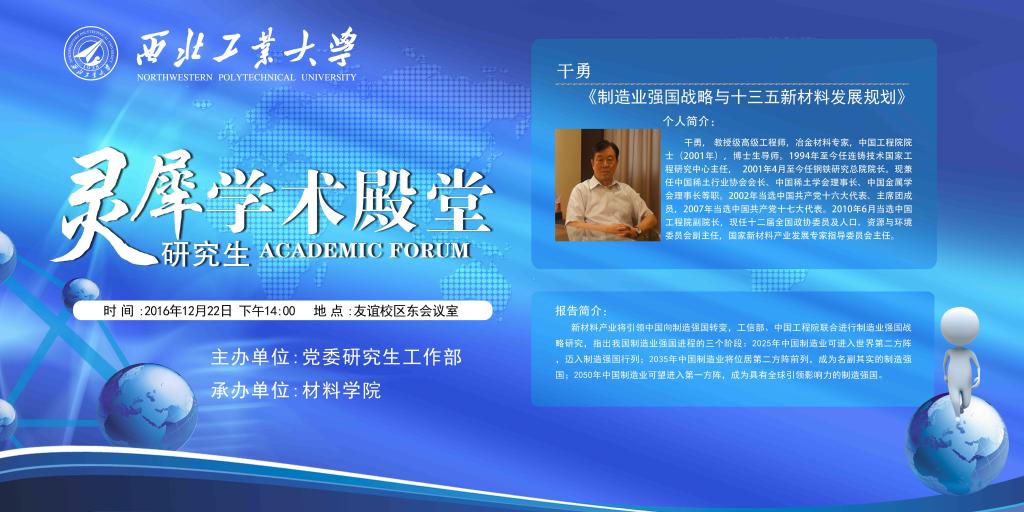 西北工业大学
NORTHWESTERN POLYTECHNICAL UNIVERSITY
灵犀学术殿堂
研究生 ACADEMIC FORUM
时 间 :2016年12月22日 下午14:00 地 点 :友谊校区东会议室
主办单位:党委研究生工作部
承办单位:材料学院
干勇
《制造业强国战略与十三五新材料发展规划》
个人简介:
干勇, 教授级高级工程师, 冶金材料专家, 中国工程院院
士(2001年), 博士生导师。1994年至今任连铸技术国家工
程研究中心主任, 2001年4月至今任钢铁研究总院院长。现兼
任中国稀土行业协会会长、中国稀土学会理事长、中国金属学
会理事长等职。2002年当选中国共产党十六大代表、主席团成
员, 2007年当选中国共产党十七大代表。2010年6月当选中国
工程院副院长, 现任十二届全国政协委员及人口、资源与环境
委员会副主任, 国家新材料产业发展专家指导委员会主任。
报告简介:
新材料产业将引领中国向制造强国转变, 工信部、中国工程院联合进行制造业强国战
略研究, 指出我国制造业强国进程的三个阶段: 2025年中国制造业可进入世界第二方阵
, 迈入制造强国行列; 2035年中国制造业将位居第二方阵前列, 成为名副其实的制造强
国; 2050年中国制造业可望进入第一方阵, 成为具有全球引领影响力的制造强国。